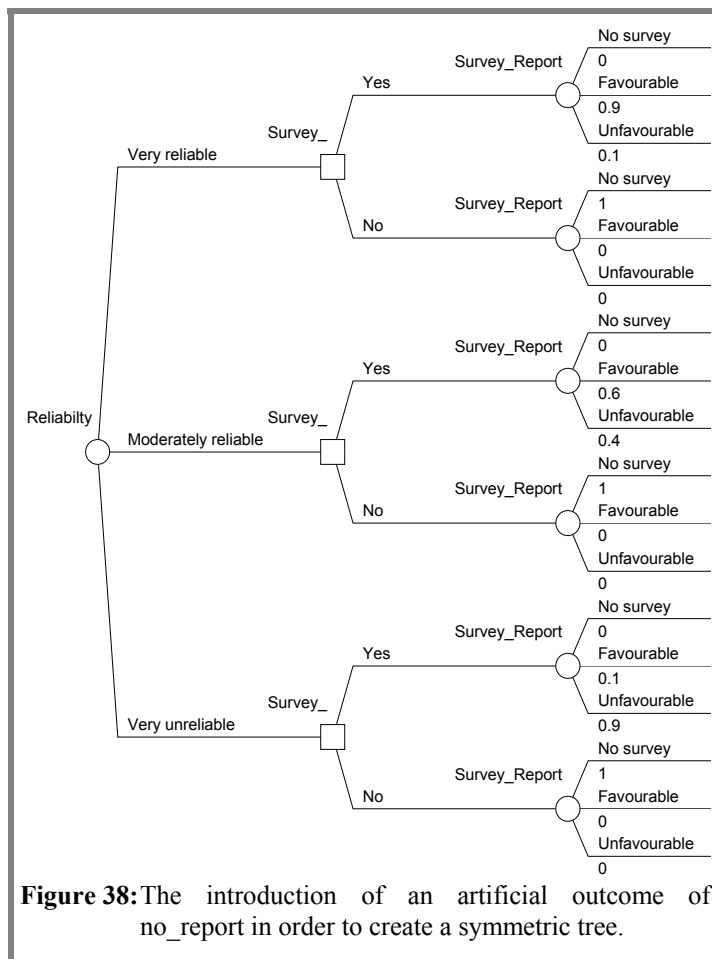 No survey
Survey_Report
0
Yes
Favourable
0.9
Unfavourable
Survey_
0.1
Very reliable
No survey
Survey_Report
1
No
Favourable
0
Unfavourable
0
No survey
Survey_Report
0
Yes
Favourable
0.6
Unfavourable
Reliabilty
Survey_
0.4
Moderately reliable
No survey
Survey_Report
1
No
Favourable
0
Unfavourable
0
No survey
Survey_Report
0
Yes
Favourable
0.1
Unfavourable
Survey_
0.9
Very unreliable
No survey
Survey_Report
1
No
Favourable
0
Unfavourable
0
Figure 38: The introduction of an artificial outcome of
no_report in order to create a symmetric tree.